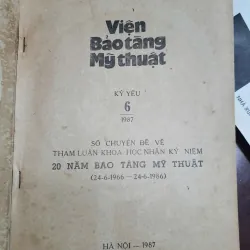 Viện
Bảo tàng
Mỹ thuật
KỶ YẾU
6
1987
SỐ CHUYÊN ĐỀ VỀ
THAM LUẬN KHOA HỌC NHÂN KỶ NIỆM
20 NĂM BẢO TÀNG MỸ THUẬT
(24-6-1966 — 24-6-1986)
HÀ NỘI — 1987